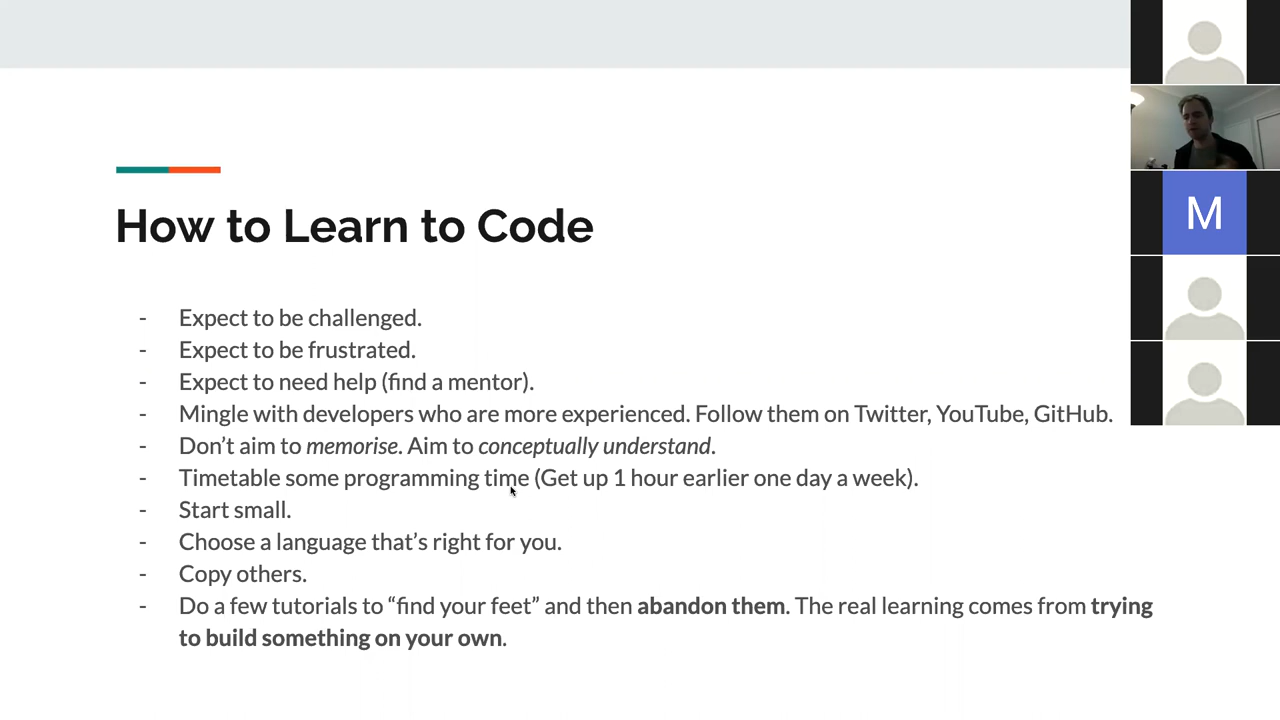 How to Learn to Code
- Expect to be challenged.
- Expect to be frustrated.
- Expect to need help (find a mentor).
- Mingle with developers who are more experienced. Follow them on Twitter, YouTube, GitHub.
- Don’t aim to memorise. Aim to conceptually understand.
- Timetable some programming time (Get up 1 hour earlier one day a week).
- Start small.
- Choose a language that’s right for you.
- Copy others.
- Do a few tutorials to “find your feet” and then abandon them. The real learning comes from trying
to build something on your own.
M